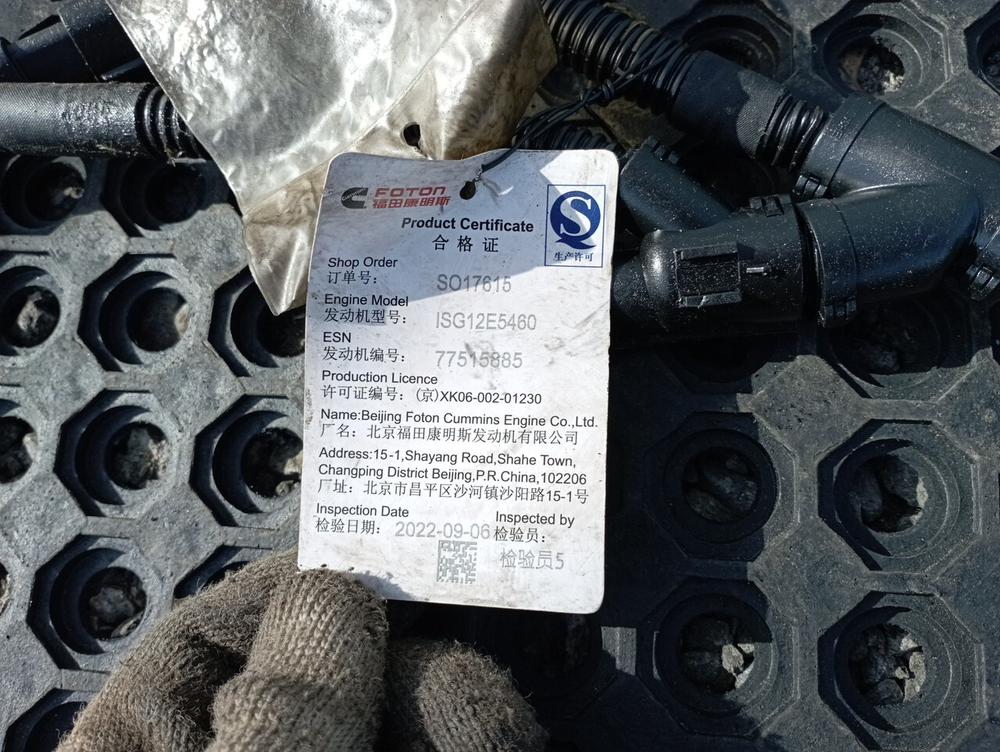 FOTON
福田康明斯
Product Certificate
合格证
S
生产许可
Shop Order
订单号: SO17615
Engine Model
发动机型号: ISG12E5460
ESN
发动机编号: 77515885
Production Licence
许可证编号: (京)XK06-002-01230
Name:Beijing Foton Cummins Engine Co.,Ltd.
厂名: 北京福田康明斯发动机有限公司
Address:15-1,Shayang Road,Shahe Town,
Changping District Beijing,P.R.China,102206
厂址: 北京市昌平区沙河镇沙阳路15-1号
Inspection Date Inspected by
检验日期: 2022-09-06 检验员:
检验员5